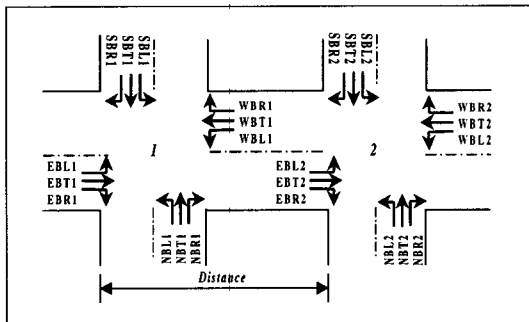 SBR1
SBT1
SBL1
SBR2
SBT2
SBL2
WBR1
WBT1
WBL1
WBR2
WBT2
WBL2
1
2
EBL1
EBT1
EBR1
EBL2
EBT2
EBR2
NBL1
NBT1
NBR1
NBL2
NBT2
NBR2
Distance